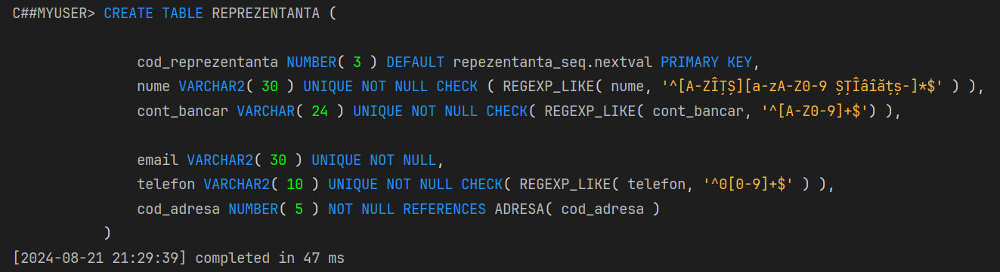 C##MYUSER> CREATE TABLE REPREZENTANTA (
cod_reprezentanta NUMBER( 3 ) DEFAULT repezentanta_seq.nextval PRIMARY KEY,
nume VARCHAR2( 30 ) UNIQUE NOT NULL CHECK ( REGEXP_LIKE( nume, '^[A-ZÎȚȘ][a-zA-Z0-9 ȘȚÎâîățș-]*$' ) ),
cont_bancar VARCHAR( 24 ) UNIQUE NOT NULL CHECK( REGEXP_LIKE( cont_bancar, '^[A-Z0-9]+$') ),
email VARCHAR2( 30 ) UNIQUE NOT NULL,
telefon VARCHAR2( 10 ) UNIQUE NOT NULL CHECK( REGEXP_LIKE( telefon, '^0[0-9]+$' ) ),
cod_adresa NUMBER( 5 ) NOT NULL REFERENCES ADRESA( cod_adresa )
)
[2024-08-21 21:29:39] completed in 47 ms